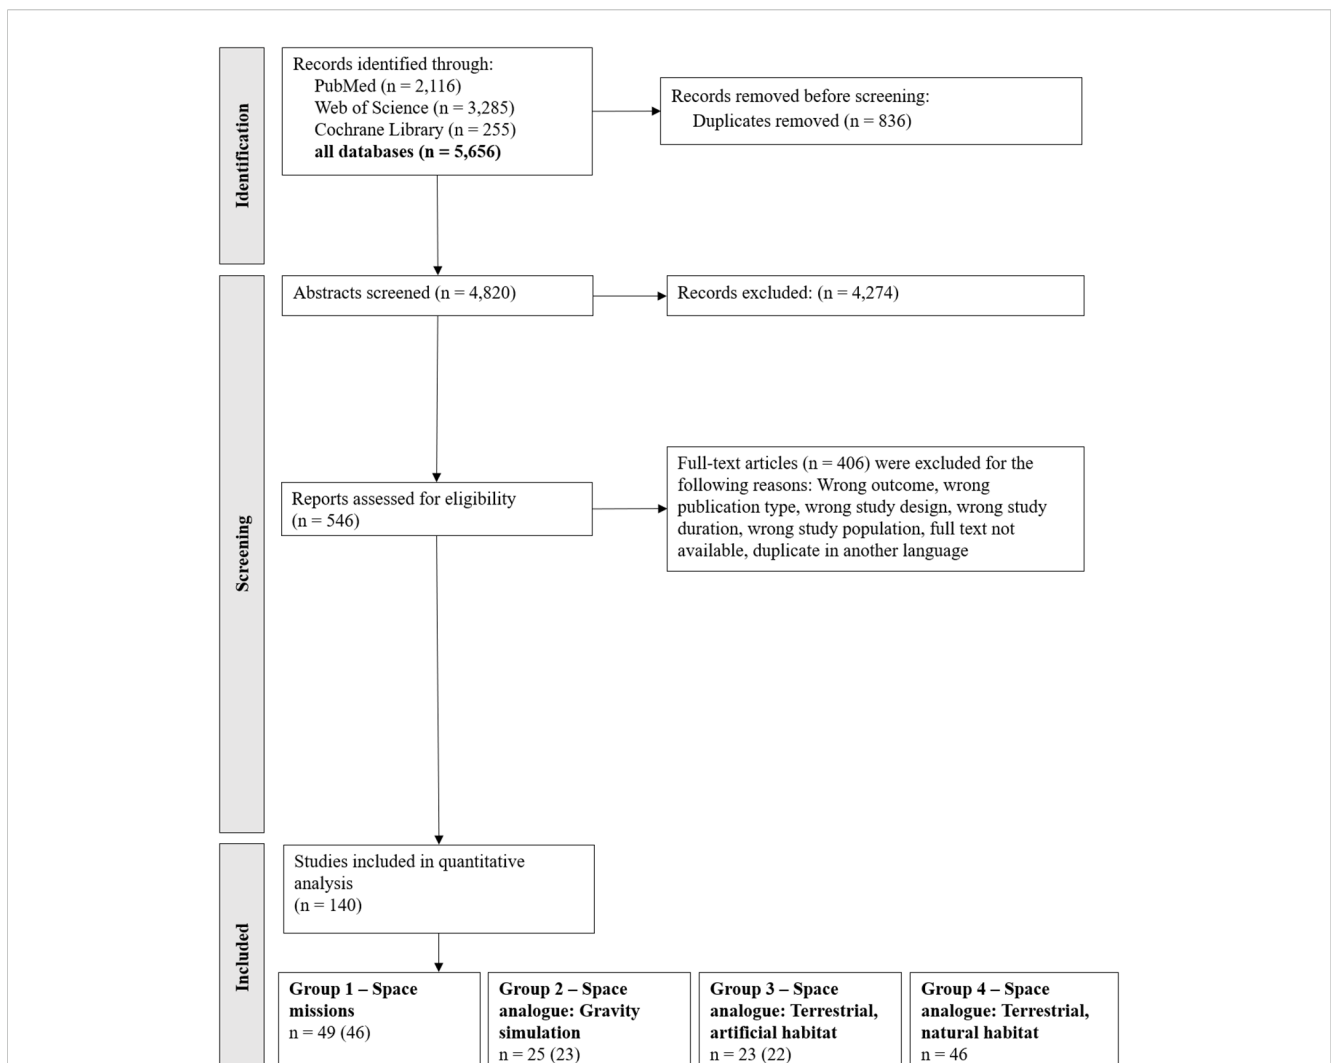 Identification
Records identified through:
PubMed (n = 2,116)
Web of Science (n = 3,285)
Cochrane Library (n = 255)
all databases (n = 5,656)
Records removed before screening:
Duplicates removed (n = 836)
Screening
Abstracts screened (n = 4,820)
Records excluded: (n = 4,274)
Reports assessed for eligibility
(n = 546)
Full-text articles (n = 406) were excluded for the
following reasons: Wrong outcome, wrong
publication type, wrong study design, wrong study
duration, wrong study population, full text not
available, duplicate in another language
Included
Studies included in quantitative
analysis
(n = 140)
Group 1 – Space
missions
n = 49 (46)
Group 2 – Space
analogue: Gravity
simulation
n = 25 (23)
Group 3 – Space
analogue: Terrestrial,
artificial habitat
n = 23 (22)
Group 4 – Space
analogue: Terrestrial,
natural habitat
n = 46